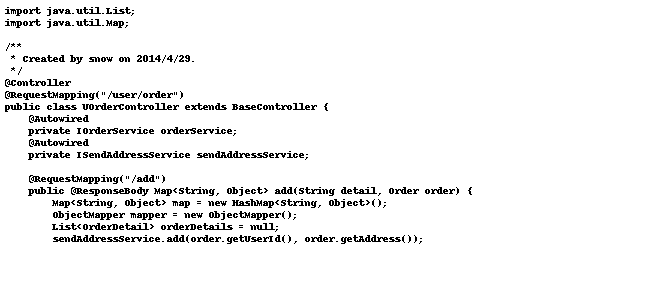 import java.util.List;
import java.util.Map;

/**
 * Created by snow on 2014/4/29.
 */
@Controller
@RequestMapping("/user/order")
public class UOrderController extends BaseController {
    @Autowired
    private IOrderService orderService;
    @Autowired
    private ISendAddressService sendAddressService;

    @RequestMapping("/add")
    public @ResponseBody Map<String, Object> add(String detail, Order order) {
        Map<String, Object> map = new HashMap<String, Object>();
        ObjectMapper mapper = new ObjectMapper();
        List<OrderDetail> orderDetails = null;
        sendAddressService.add(order.getUserId(), order.getAddress());